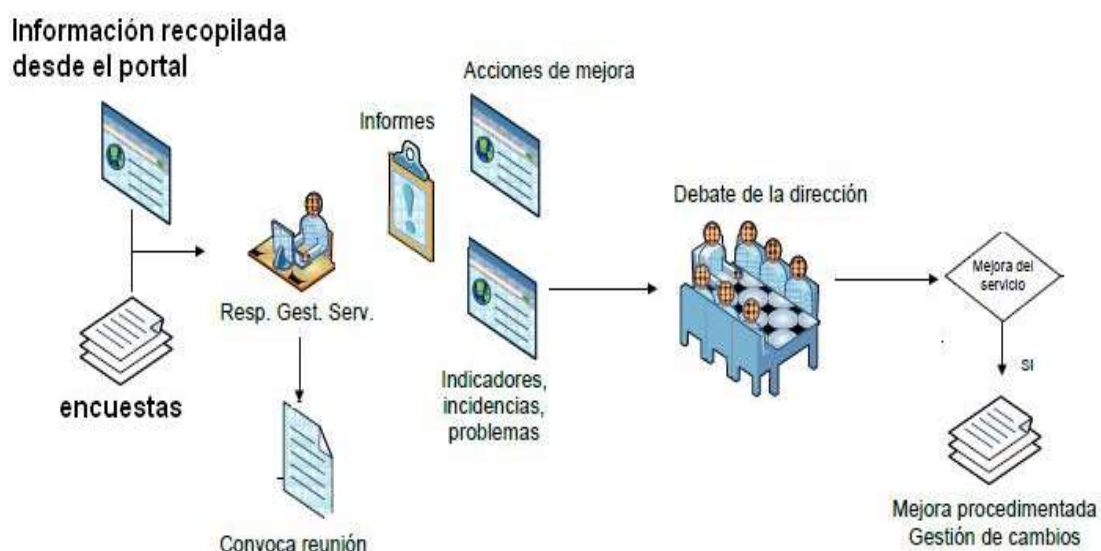 Información recopilada
desde el portal
Acciones de mejora
Informes
Debate de la dirección
Mejora del
servicio
Resp. Gest. Serv.
SI
Indicadores,
incidencias,
problemas
encuestas
Mejora procedimentada
Gestión de cambios
Convoca reunión